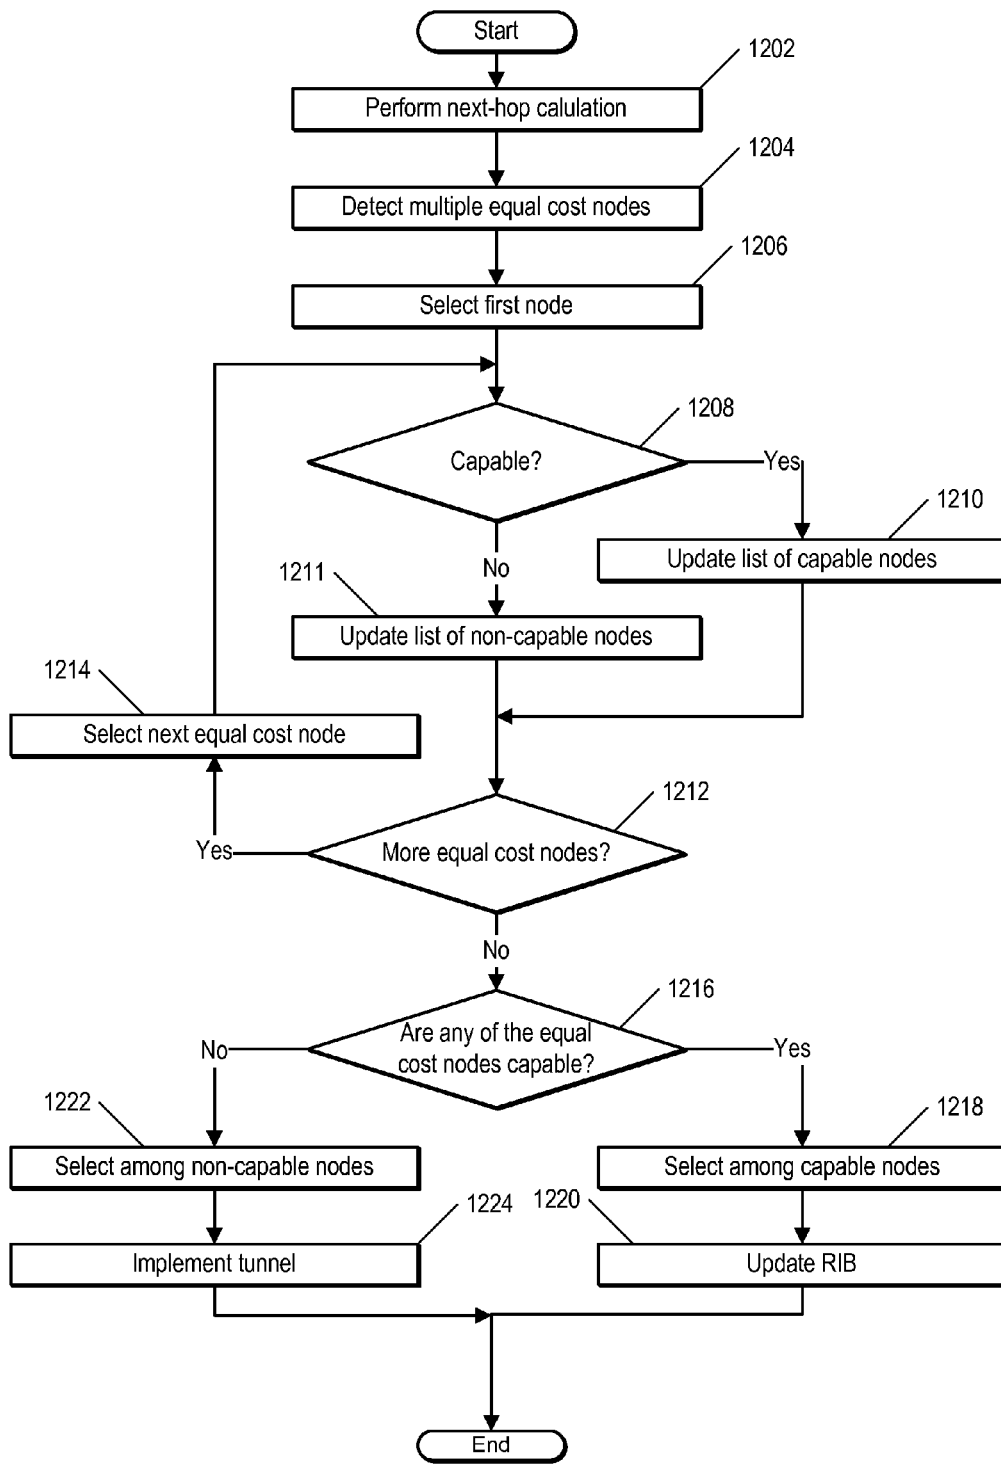 Start
1202
Perform next-hop calulation
1204
Detect multiple equal cost nodes
1206
Select first node
1208
Capable?
Yes
1210
Update list of capable nodes
No
1211
Update list of non-capable nodes
1214
Select next equal cost node
1212
More equal cost nodes?
Yes
No
1216
Are any of the equal
cost nodes capable?
No
Yes
1222
Select among non-capable nodes
1218
Select among capable nodes
1224
Implement tunnel
1220
Update RIB
End